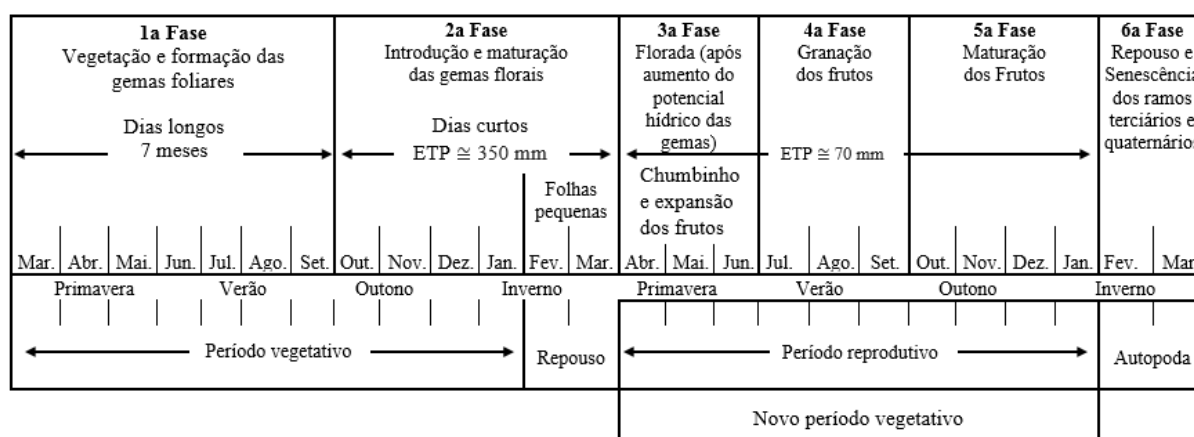 1a Fase
Vegetação e formação das
gemas foliares
Dias longos
7 meses
2a Fase
Introdução e maturação
das gemas florais
Dias curtos
ETP ≅ 350 mm
Folhas
pequenas
3a Fase
Florada (após
aumento do
potencial
hídrico das
gemas)
Chumbinho
e expansão
dos frutos
4a Fase
Granação
dos frutos
ETP ≅ 70 mm
5a Fase
Maturação
dos Frutos
6a Fase
Repouso e
Senescência
dos ramos
terciários e
quaternários
Mar. Abr. Mai. Jun. Jul. Ago. Set. Out. Nov. Dez. Jan. Fev. Mar. Abr. Mai. Jun. Jul. Ago. Set. Out. Nov. Dez. Jan. Fev. Mar
Primavera Verão Outono Inverno Primavera Verão Outono Inverno
Período vegetativo Repouso Período reprodutivo Autopoda
Novo período vegetativo